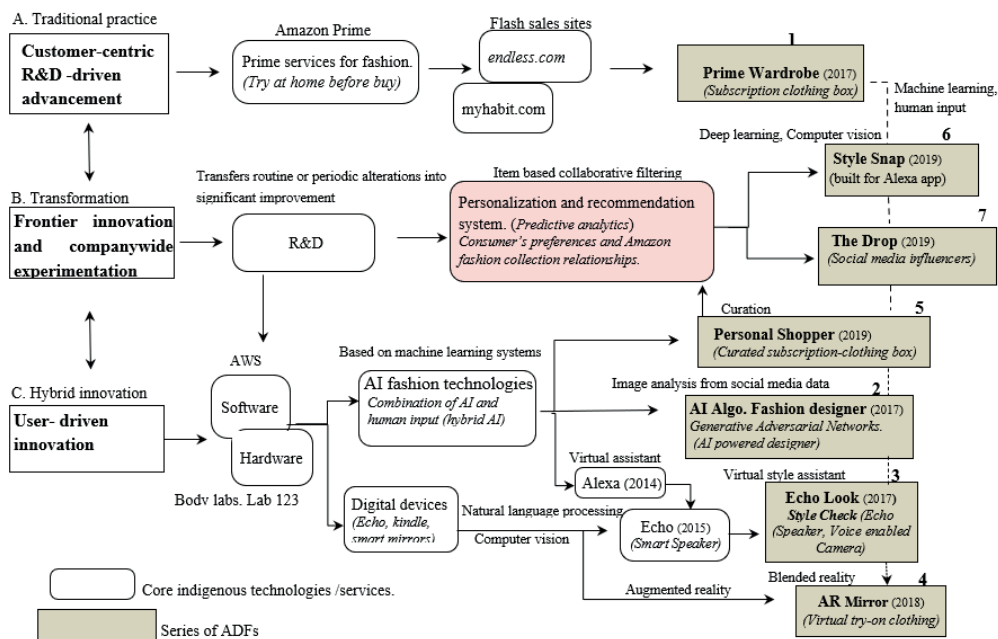 A. Traditional practice
Customer-centric
R&D -driven
advancement
Amazon Prime
Prime services for fashion.
(Try at home before buy)
Flash sales sites
endless.com
myhabit.com
1
Prime Wardrobe (2017)
(Subscription clothing box)
Machine learning,
human input
Deep learning, Computer vision
6
Style Snap (2019)
(built for Alexa app)
B. Transformation
Frontier innovation
and companywide
experimentation
Transfers routine or periodic alterations into
significant improvement
R&D
Item based collaborative filtering
Personalization and recommendation
system. (Predictive analytics)
Consumer's preferences and Amazon
fashion collection relationships.
7
The Drop (2019)
(Social media influencers)
Curation
5
Personal Shopper (2019)
(Curated subscription-clothing box)
C. Hybrid innovation
User- driven
innovation
AWS
Software
Hardware
Body labs. Lab 123
Based on machine learning systems
AI fashion technologies
Combination of AI and
human input (hybrid AI)
Image analysis from social media data
2
AI Algo. Fashion designer (2017)
Generative Adversarial Networks.
(AI powered designer)
Virtual assistant
Alexa (2014)
Digital devices
(Echo, kindle,
smart mirrors)
Natural language processing
Computer vision
Echo (2015)
(Smart Speaker)
Virtual style assistant
3
Echo Look (2017)
Style Check (Echo
(Speaker, Voice enabled
Camera)
Augmented reality
Blended reality
4
AR Mirror (2018)
(Virtual try-on clothing)
Core indigenous technologies /services.
Series of ADFs